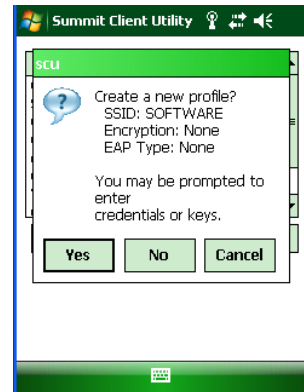 Summit Client Utility
scu
Create a new profile?
SSID: SOFTWARE
Encryption: None
EAP Type: None
You may be prompted to
enter
credentials or keys.
Yes No Cancel